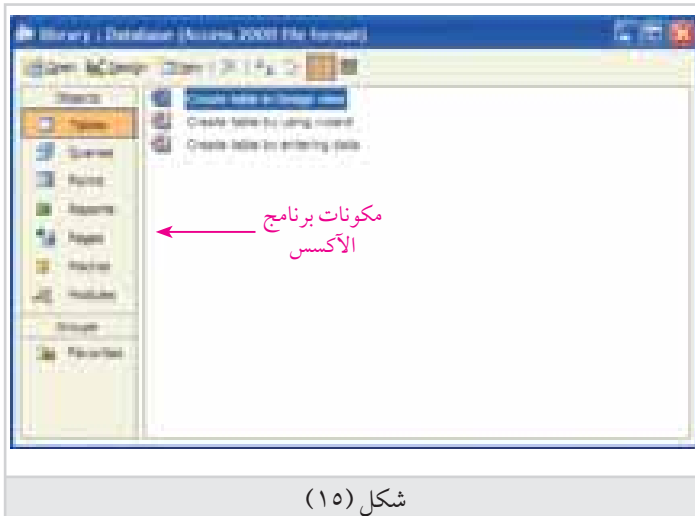 library : Database (Access 2000 file format)
Open Design New
Objects
Tables
Queries
Forms
Reports
Pages
Macros
Modules
Groups
Favorites
Create table in Design view
Create table by using wizard
Create table by entering data
مكونات برنامج
الآكسس
شكل (١٥)